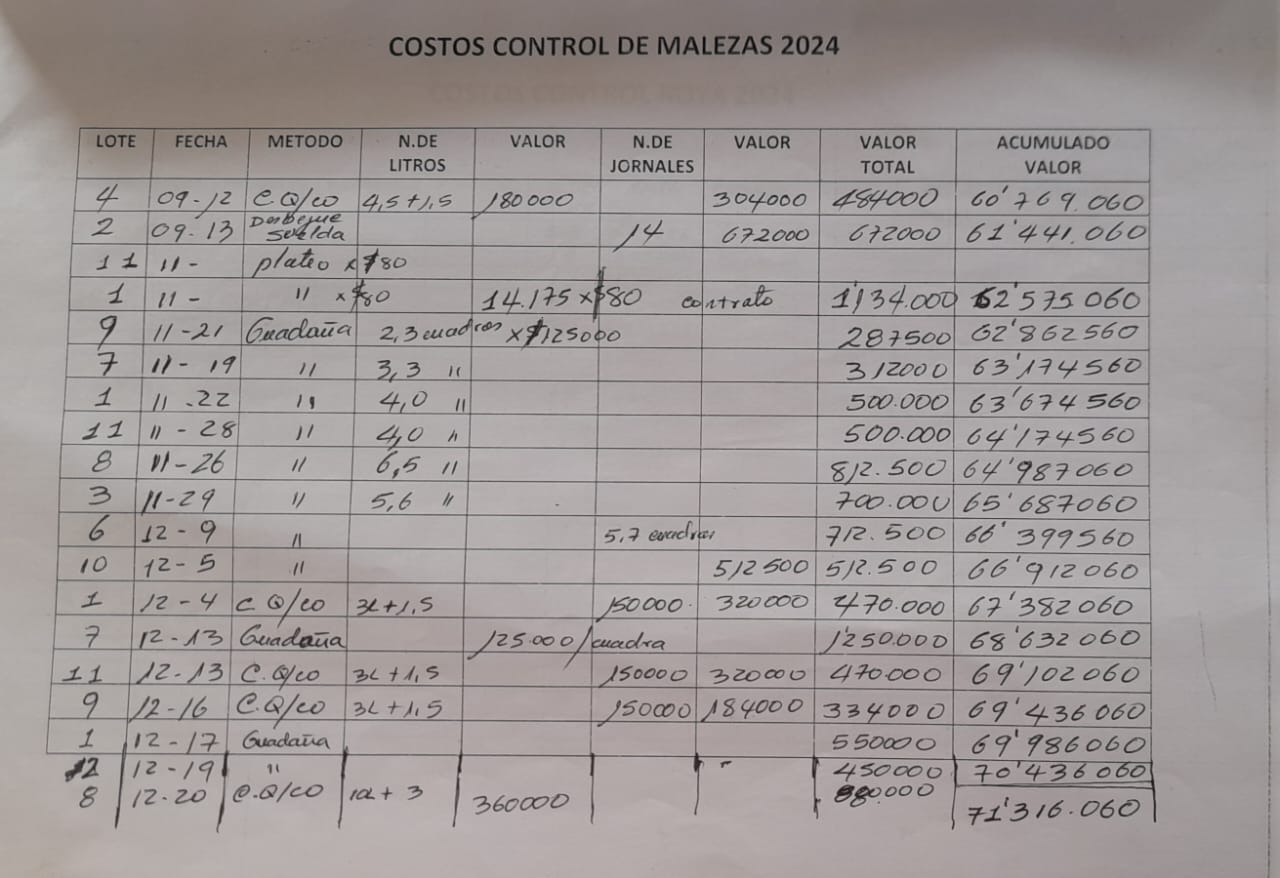 COSTOS CONTROL DE MALEZAS 2024
LOTE FECHA METODO N.DE LITROS VALOR N.DE JORNALES VALOR VALOR TOTAL ACUMULADO VALOR
4 09-12 C.Q/co 4,5+1,5 180000 304000 484000 60'769.060
2 09-13 Desbejuque suelda 14 672000 672000 61'441.060
11 11- plateo x $80
1 11- " x $80 14.175 x $80 contrato 1'134.000 62'575060
9 11-21 Guadaña 2,3 cuadras x $125000 287500 62'862560
7 11-19 " 3,3 " 312000 63'174560
1 11-22 " 4,0 " 500.000 63'674560
11 11-28 " 4,0 " 500.000 64'174560
8 11-26 " 6,5 " 812.500 64'987060
3 11-29 " 5,6 " 700.000 65'687060
6 12-9 " 5,7 cuadras 712.500 66'399560
10 12-5 " 512500 512.500 66'912060
1 12-4 C Q/co 3L+1,5 150000. 320000 470.000 67'382060
7 12-13 Guadaña 125.000/cuadra 1'250.000 68'632060
11 12-13 C.Q/co 3L+1,5 150000 320000 470.000 69'102060
9 12-16 C.Q/co 3L+1,5 150000 184000 334000 69'436060
1 12-17 Guadaña 550000 69'986060
12-19 " 450000 70'436060
8 12.20 C.Q/co + 3 360000 880.000 71'316.060